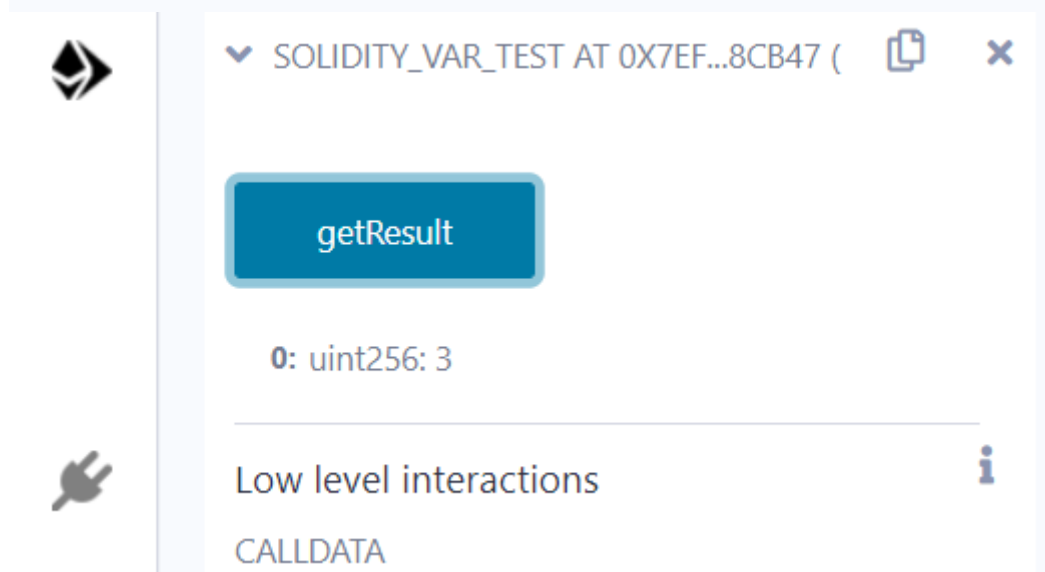 SOLIDITY_VAR_TEST AT 0X7EF...8CB47 (
getResult
0: uint256: 3
Low level interactions
CALLDATA